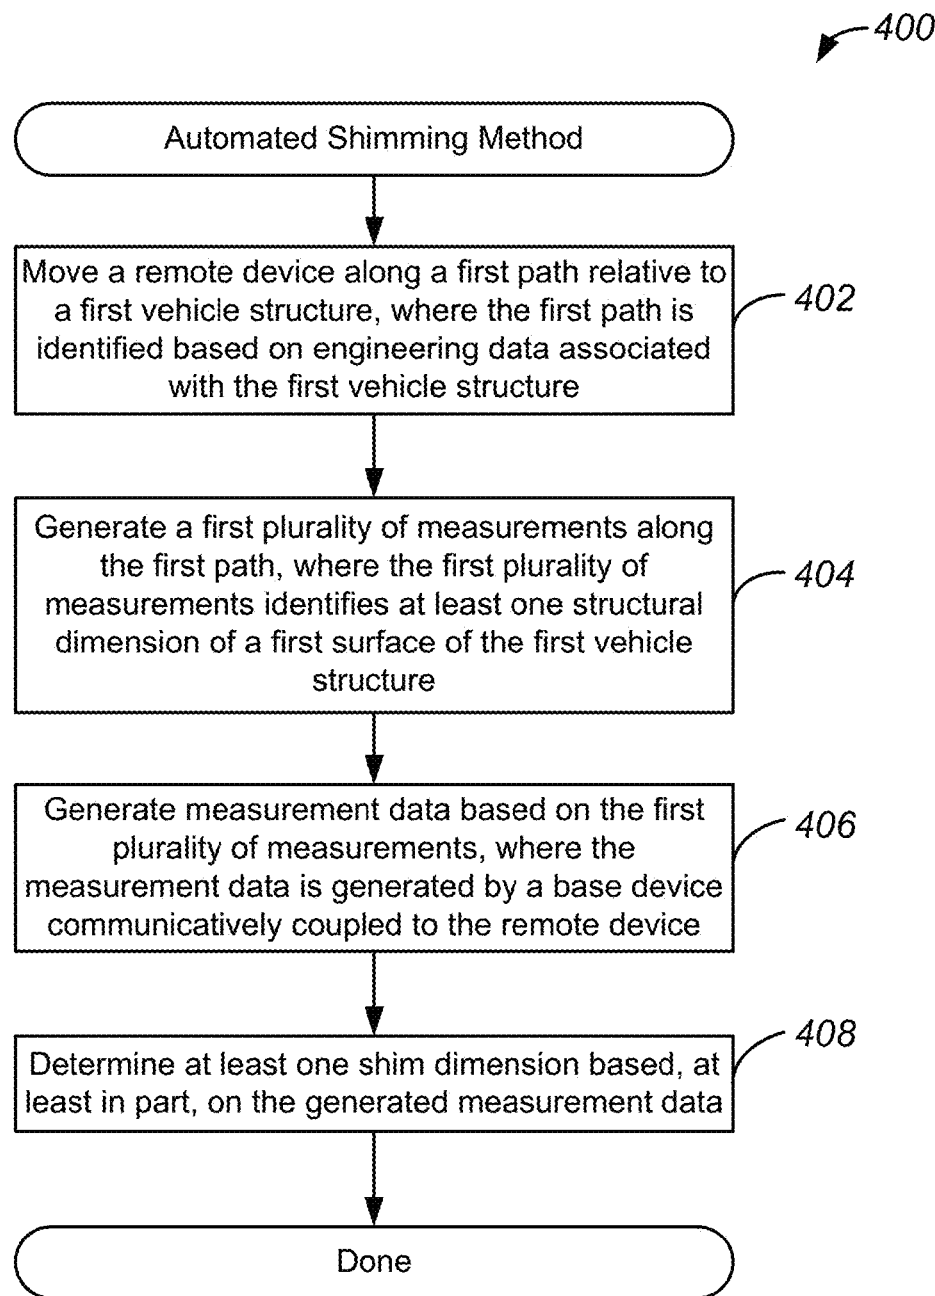 400
Automated Shimming Method
Move a remote device along a first path relative to
a first vehicle structure, where the first path is
identified based on engineering data associated
with the first vehicle structure
402
Generate a first plurality of measurements along
the first path, where the first plurality of
measurements identifies at least one structural
dimension of a first surface of the first vehicle
structure
404
Generate measurement data based on the first
plurality of measurements, where the
measurement data is generated by a base device
communicatively coupled to the remote device
406
Determine at least one shim dimension based, at
least in part, on the generated measurement data
408
Done